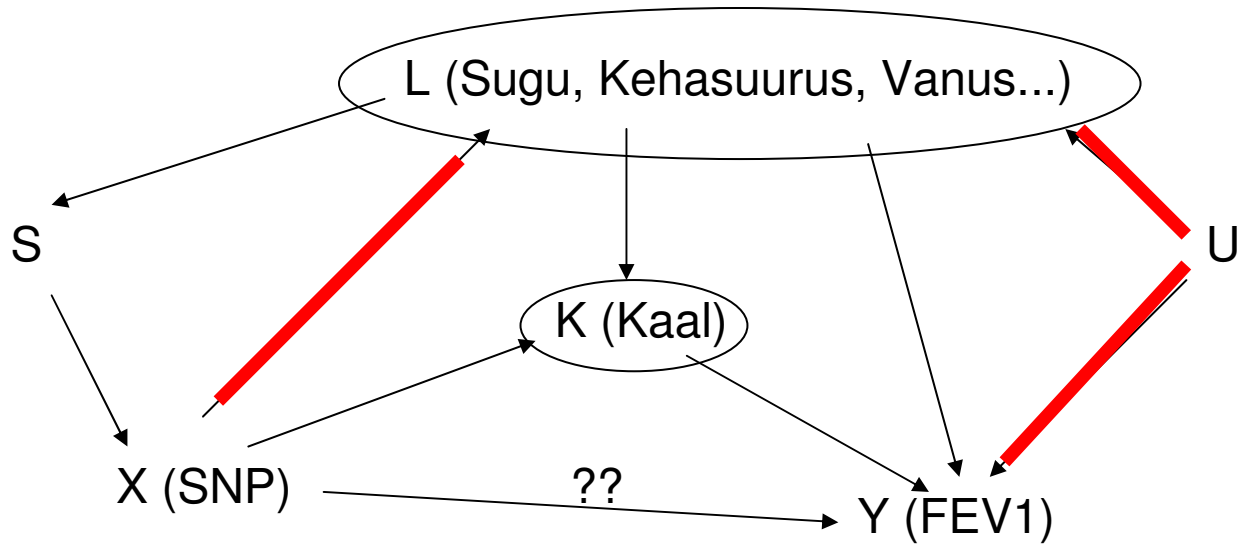 L (Sugu, Kehasuurus, Vanus...)
S
U
K (Kaal)
X (SNP)
??
Y (FEV1)